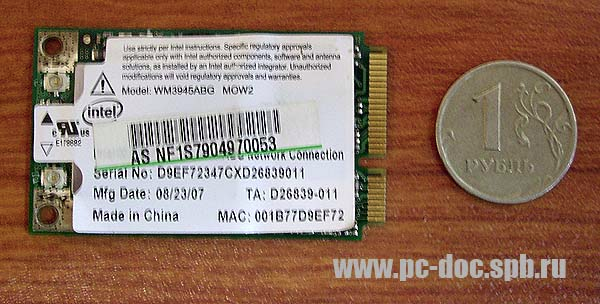 Use strictly per Intel instructions. Specific regulatory approvals
applicable only with Intel authorized components, software and antenna
solutions, as installed by an Intel authorized integrator. Unauthorized
modifications will void regulatory approvals and warranties.
Model: WM3945ABG MOW2
intel
c RU us
E179882
AS NF1S7904970053
Network Connection
Serial No: D9EF72347CXD26839011
Mfg Date: 08/23/07 TA: D26839-011
Made in China MAC: 001B77D9EF72
1
РУБЛЬ
www.pc-doc.spb.ru